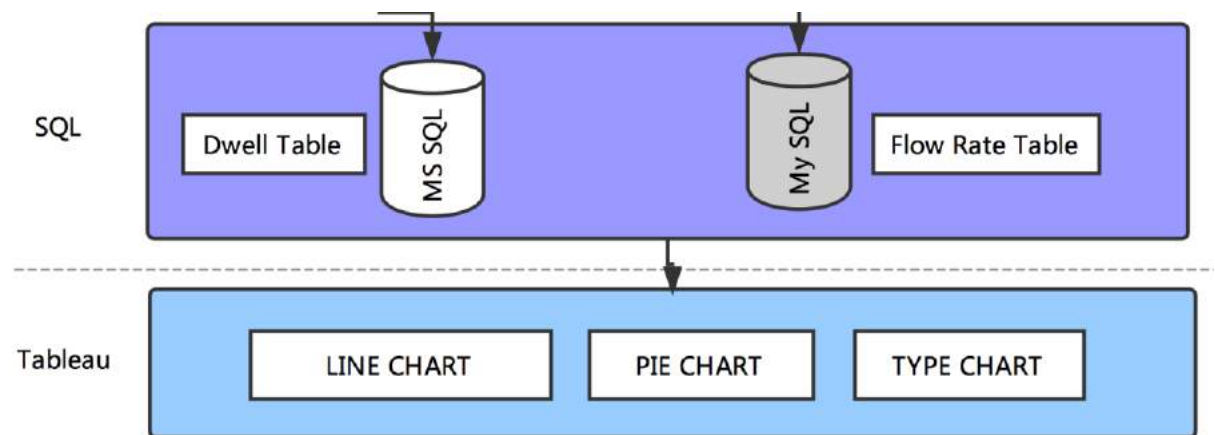 SQL
Dwell Table
MS SQL
My SQL
Flow Rate Table
Tableau
LINE CHART
PIE CHART
TYPE CHART